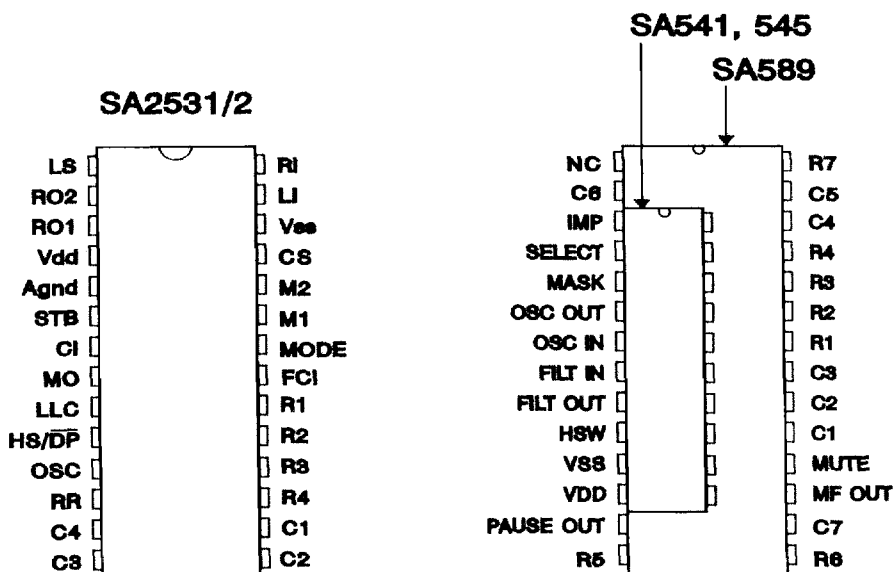 SA541, 545
SA589
SA2531/2
LS RI
RO2 LI
RO1 Vss
Vdd CS
Agnd M2
STB M1
CI MODE
MO FCI
LLC R1
HS/DP R2
OSC R3
RR R4
C4 C1
C3 C2
NC R7
C6 C5
IMP C4
SELECT R4
MASK R3
OSC OUT R2
OSC IN R1
FILT IN C3
FILT OUT C2
HSW C1
VSS MUTE
VDD MF OUT
PAUSE OUT C7
R5 R6